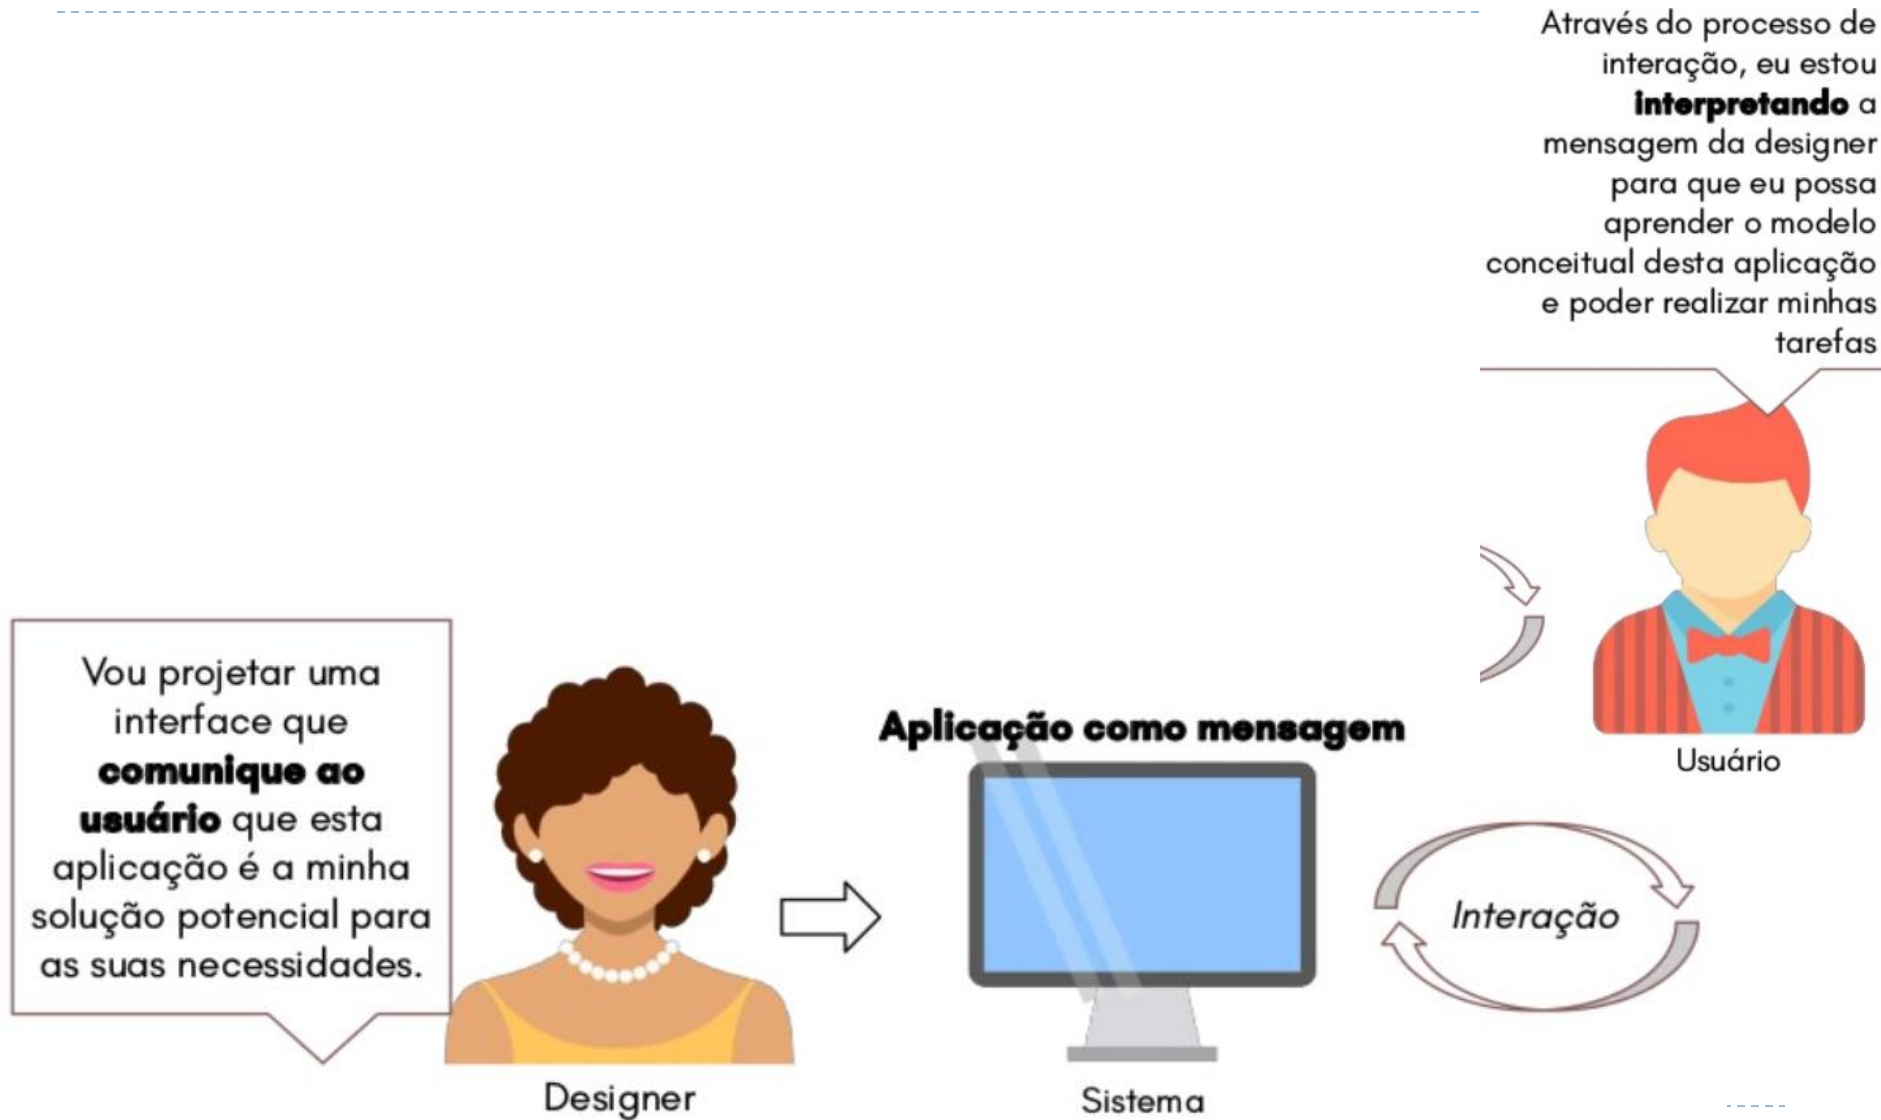 Através do processo de
interação, eu estou
interpretando a
mensagem da designer
para que eu possa
aprender o modelo
conceitual desta aplicação
e poder realizar minhas
tarefas
Usuário
Vou projetar uma
interface que
comunique ao
usuário que esta
aplicação é a minha
solução potencial para
as suas necessidades.
Designer
Aplicação como mensagem
Sistema
Interação